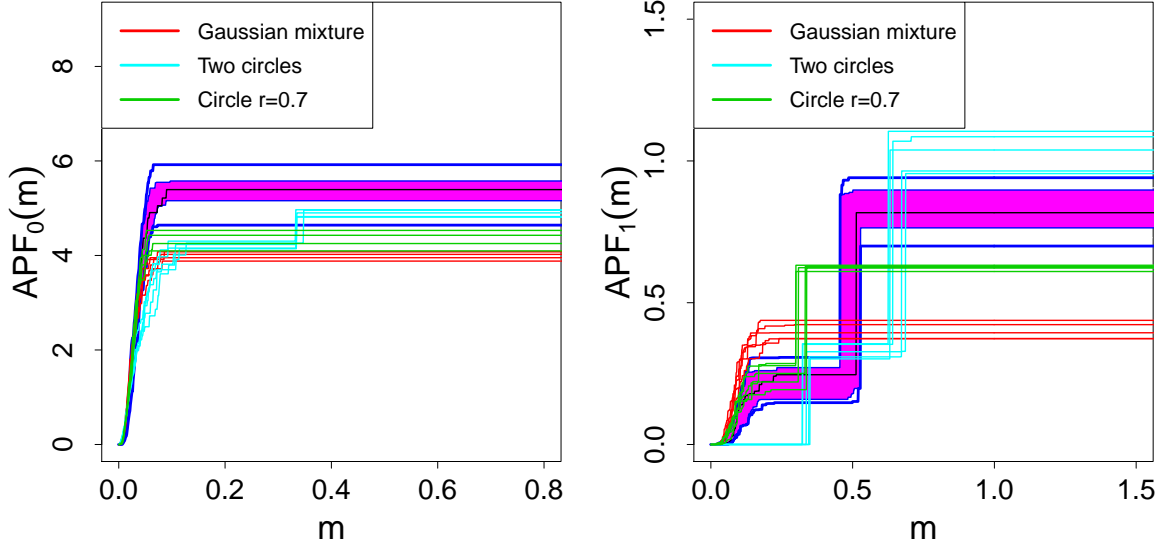 Gaussian mixture
Two circles
Circle r=0.7
APF₀(m)
0 2 4 6 8
0.0 0.2 0.4 0.6 0.8
m
Gaussian mixture
Two circles
Circle r=0.7
APF₁(m)
0.0 0.5 1.0 1.5
0.0 0.5 1.0 1.5
m